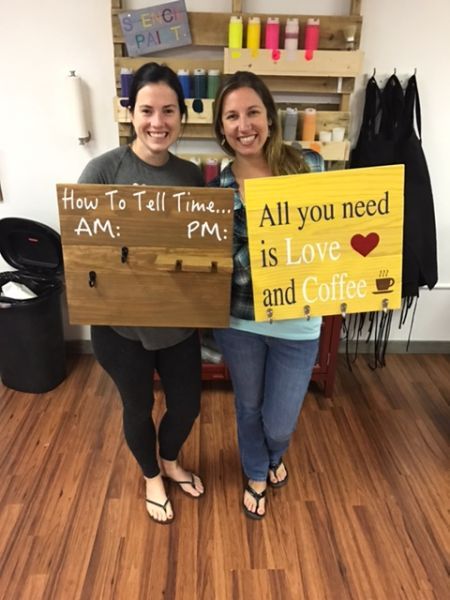 STENCIL
PAINT.
How To Tell Time...
AM: PM:
All you need
is Love
and Coffee